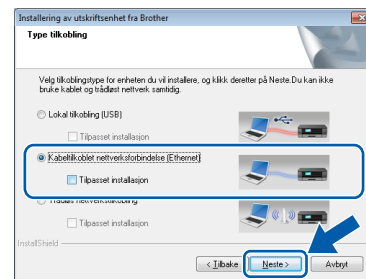 Installering av utskriftsenhet fra Brother
Type tilkobling
Velg tilkoblingstype for enheten du vil installere, og klikk deretter på Neste.Du kan ikke
bruke kablet og trådløst nettverk samtidig.
Lokal tilkobling (USB)
Tilpasset installasjon
Kabeltilkoblet nettverksforbindelse (Ethernet)
Tilpasset installasjon
Trådløs nettverkstilkobling
Tilpasset installasjon
InstallShield
< Tilbake
Neste >
Avbryt